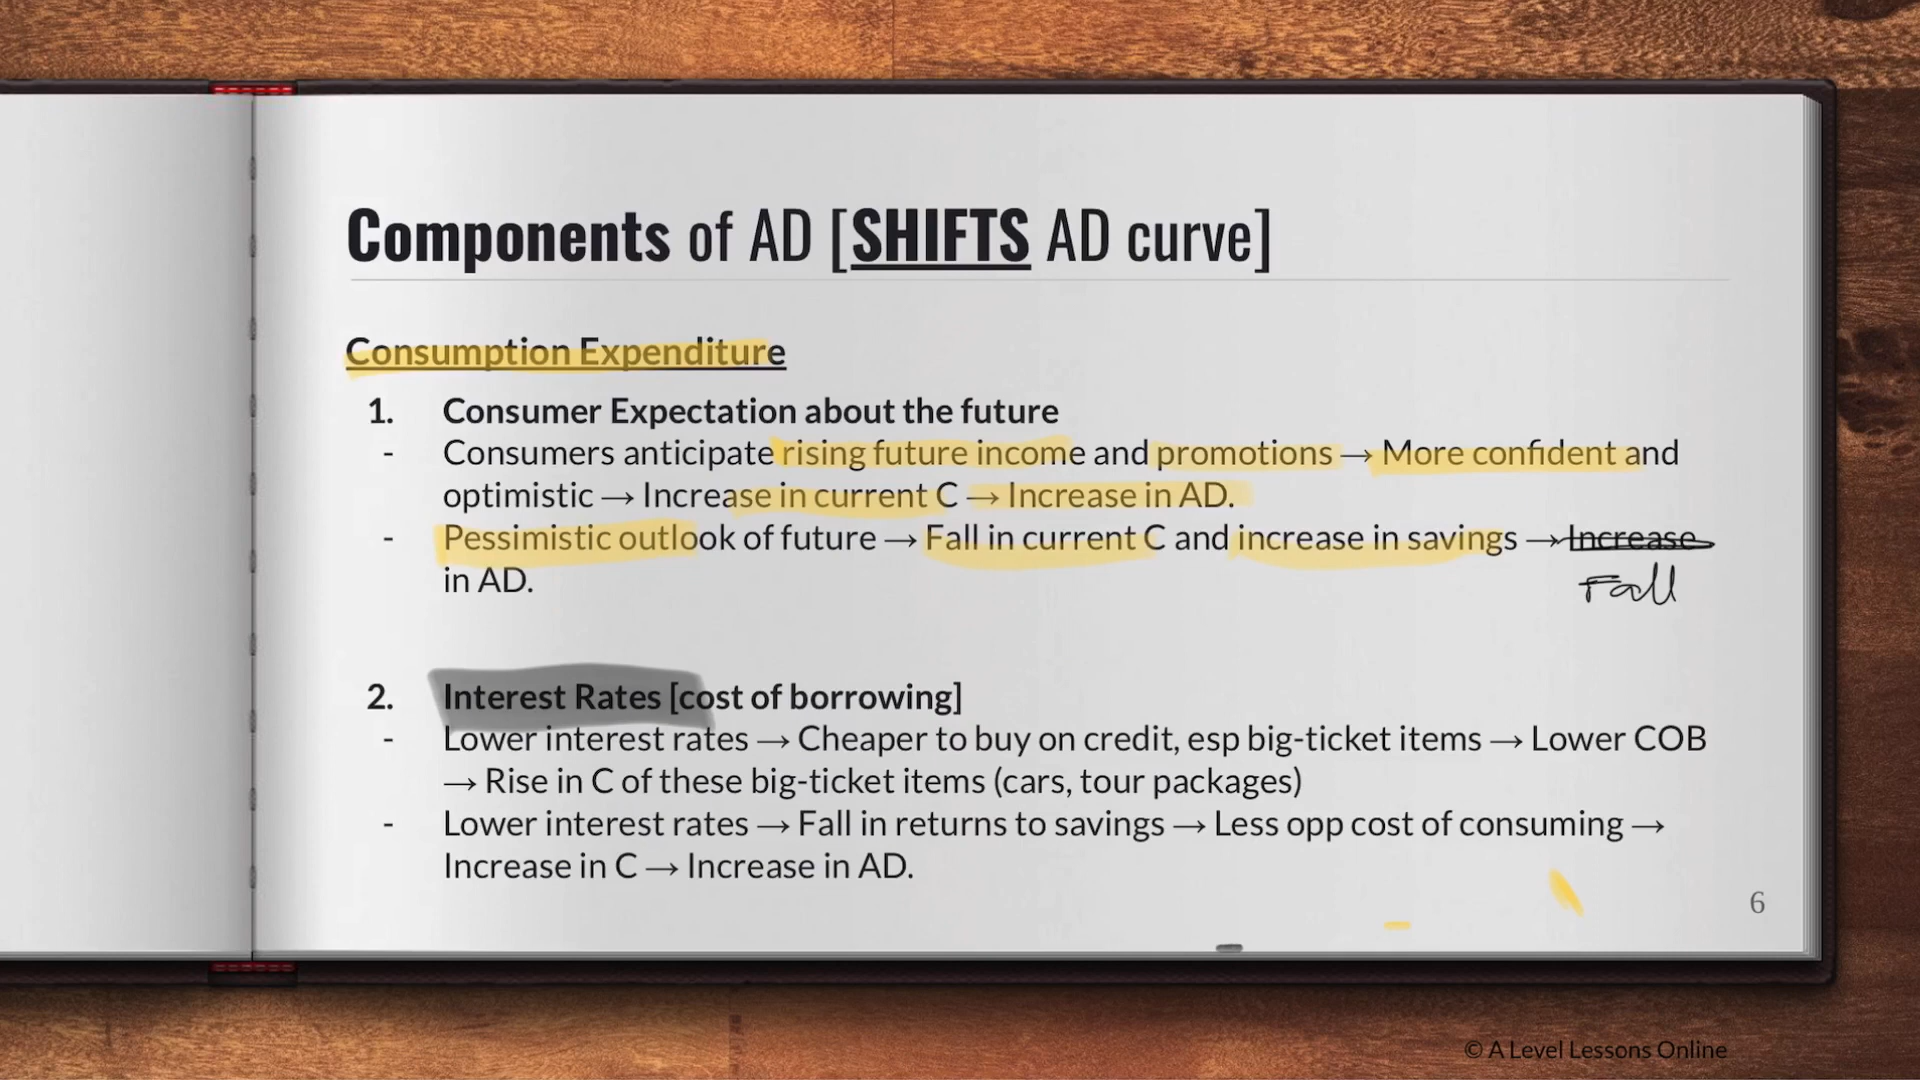 Components of AD [SHIFTS AD curve]
Consumption Expenditure
1. Consumer Expectation about the future
- Consumers anticipate rising future income and promotions → More confident and
optimistic → Increase in current C → Increase in AD.
- Pessimistic outlook of future → Fall in current C and increase in savings → Increase
Fall
in AD.
2. Interest Rates [cost of borrowing]
- Lower interest rates → Cheaper to buy on credit, esp big-ticket items → Lower COB
→ Rise in C of these big-ticket items (cars, tour packages)
- Lower interest rates → Fall in returns to savings → Less opp cost of consuming →
Increase in C → Increase in AD.
6
© A Level Lessons Online